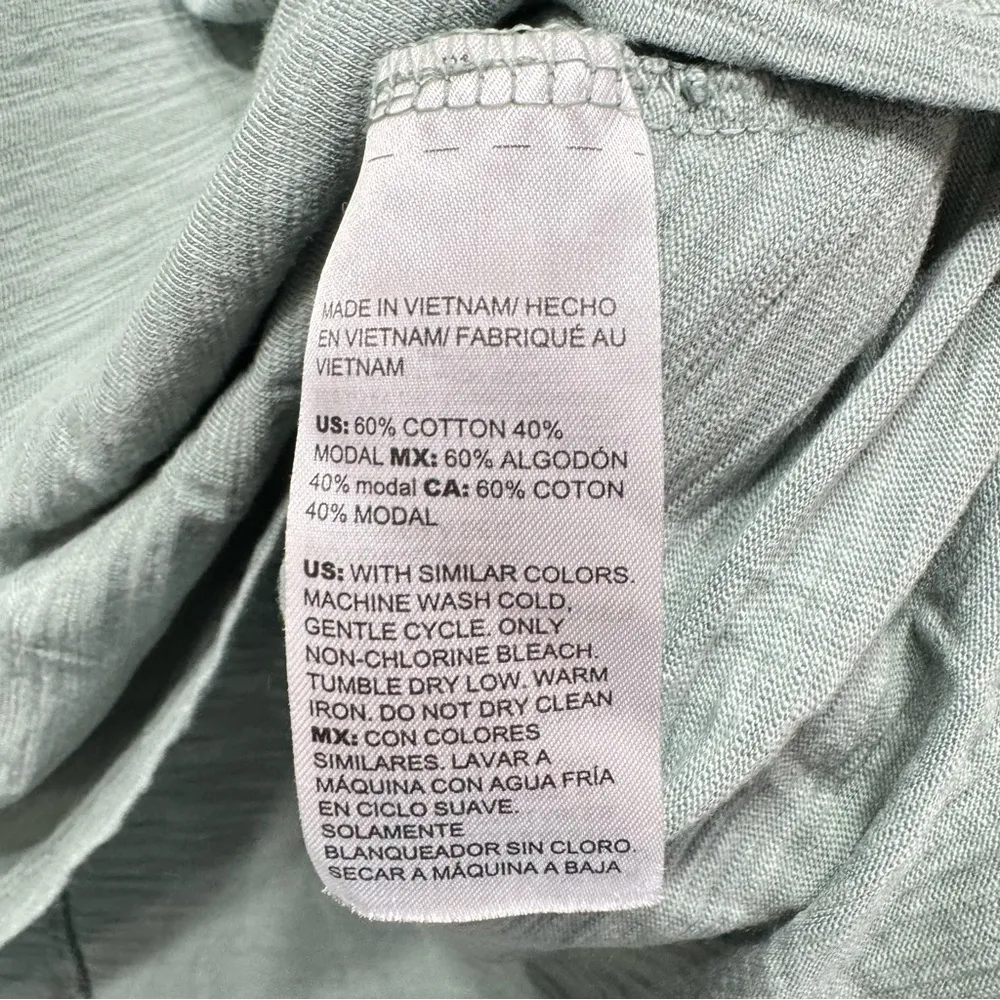 MADE IN VIETNAM/ HECHO
EN VIETNAM/ FABRIQUÉ AU
VIETNAM
US: 60% COTTON 40%
MODAL MX: 60% ALGODÓN
40% modal CA: 60% COTON
40% MODAL
US: WITH SIMILAR COLORS.
MACHINE WASH COLD,
GENTLE CYCLE. ONLY
NON-CHLORINE BLEACH.
TUMBLE DRY LOW. WARM
IRON. DO NOT DRY CLEAN
MX: CON COLORES
SIMILARES. LAVAR A
MÁQUINA CON AGUA FRÍA
EN CICLO SUAVE.
SOLAMENTE
BLANQUEADOR SIN CLORO.
SECAR A MÁQUINA A BAJA